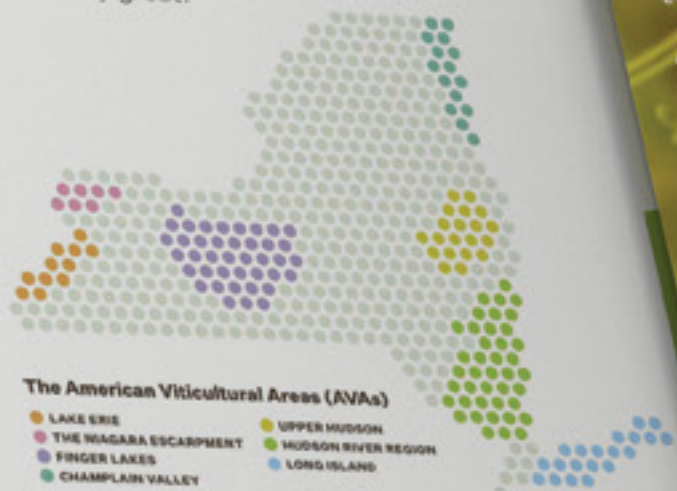 The American Viticultural Areas (AVAs)
LAKE ERIE
THE NIAGARA ESCARPMENT
FINGER LAKES
CHAMPLAIN VALLEY
UPPER HUDSON
HUDSON RIVER REGION
LONG ISLAND